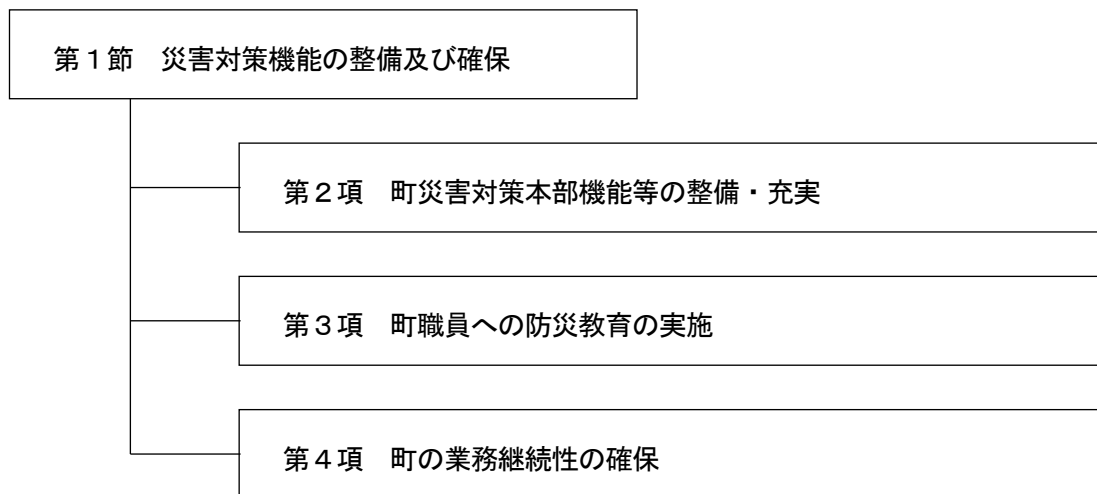 第１節　災害対策機能の整備及び確保
第２項　町災害対策本部機能等の整備・充実
第３項　町職員への防災教育の実施
第４項　町の業務継続性の確保